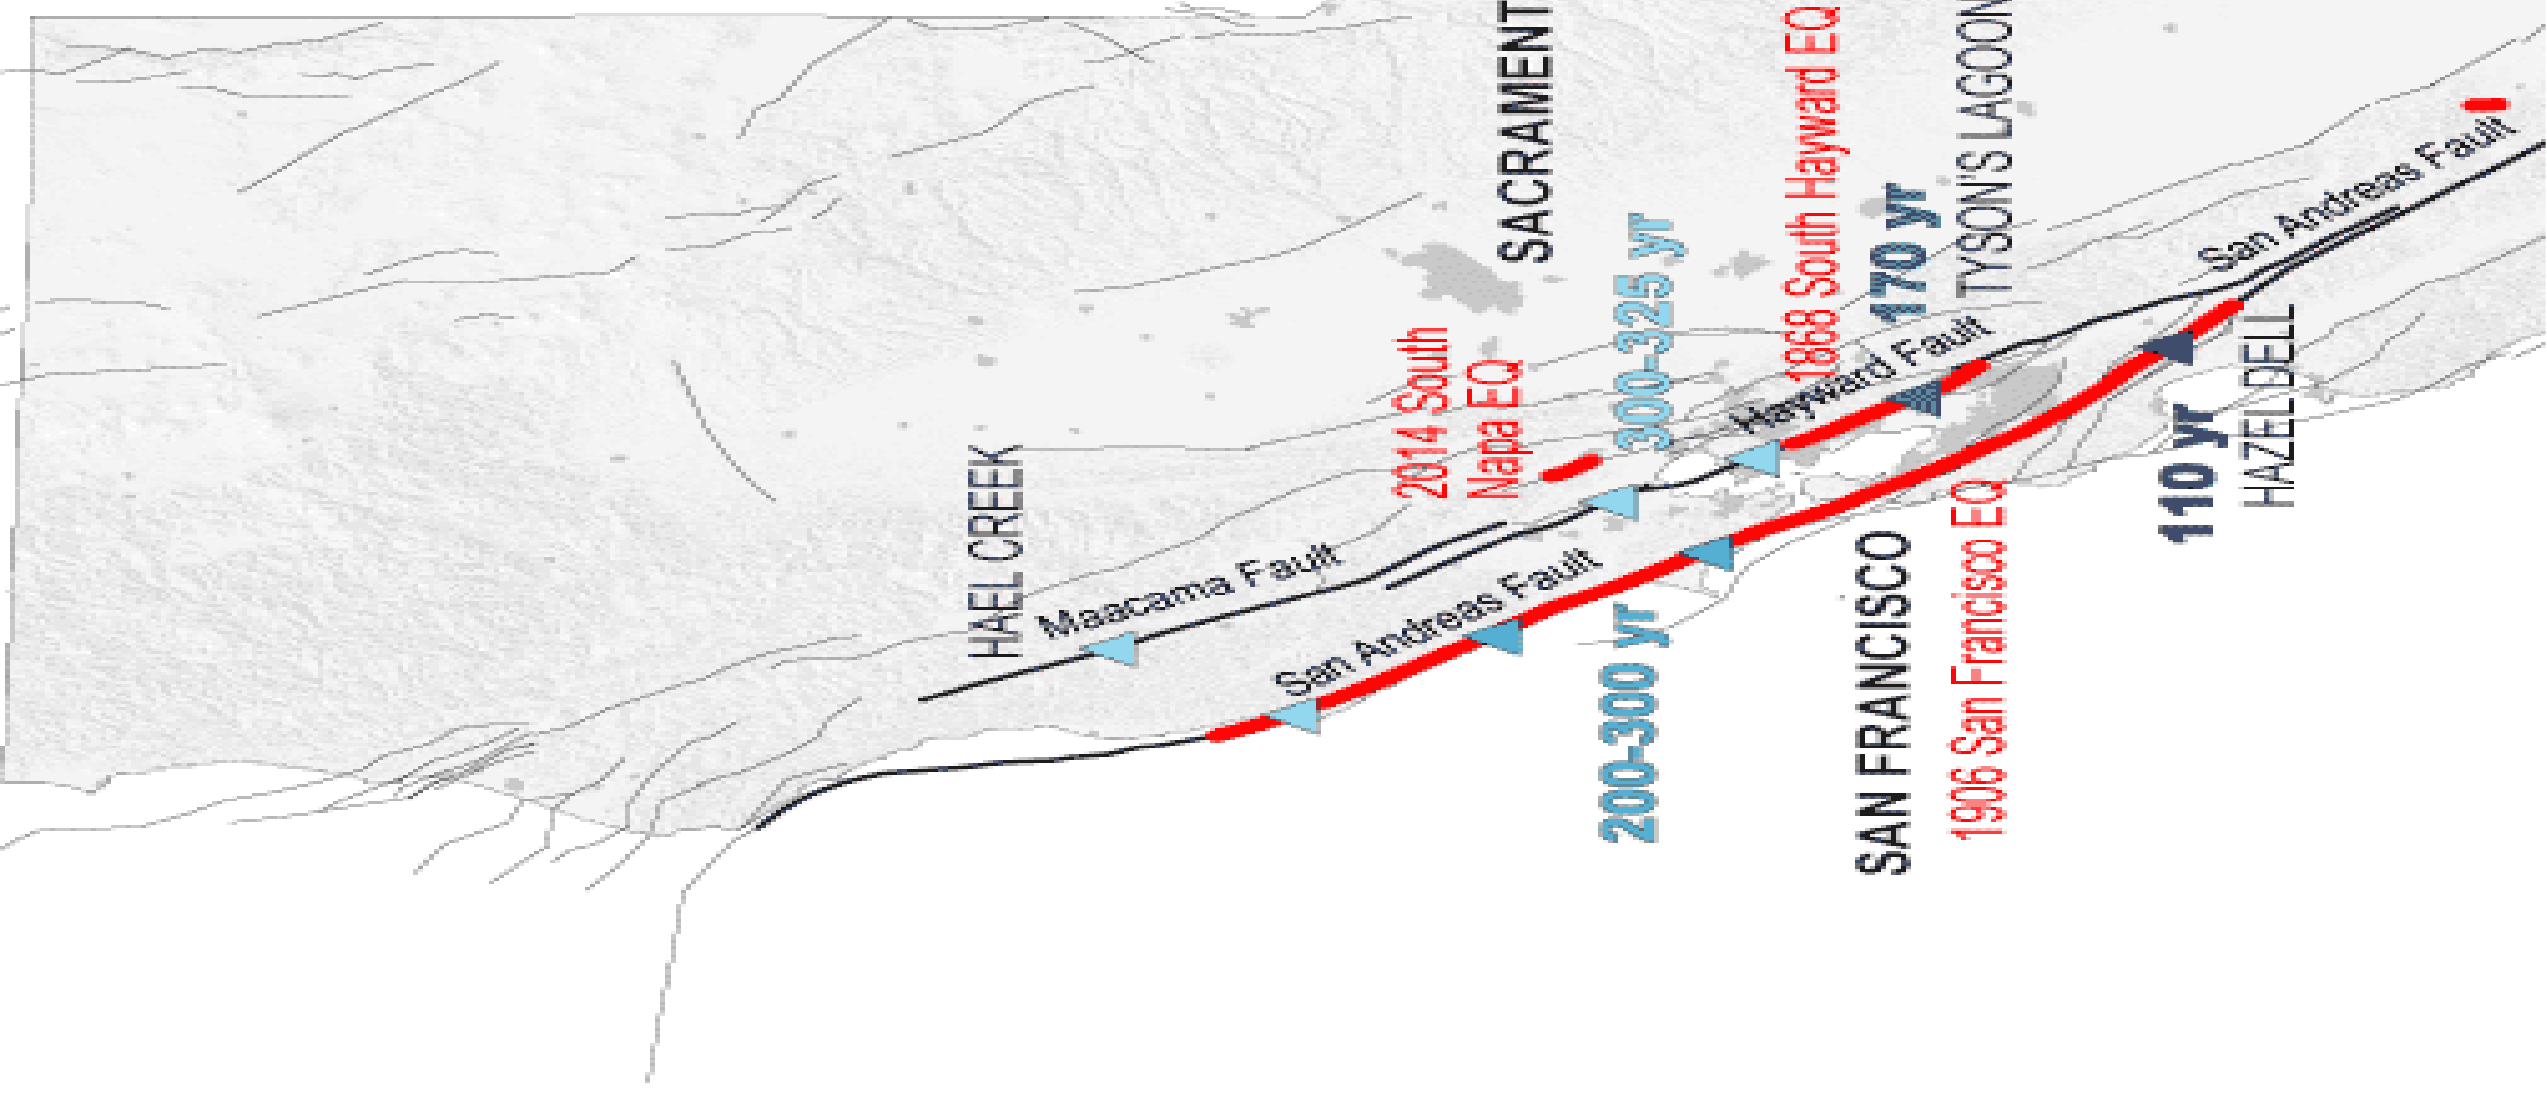 HAEL CREEK
Maacama Fault
2014 South
Napa EQ
SACRAMENT
300-325 yr
San Andreas Fault
200-300 yr
1868 South Hayward EQ
Hayward Fault
170 yr
TYSON'S LAGOON
SAN FRANCISCO
1906 San Francisco EQ
San Andreas Fault
110 yr
HAZEL DELL